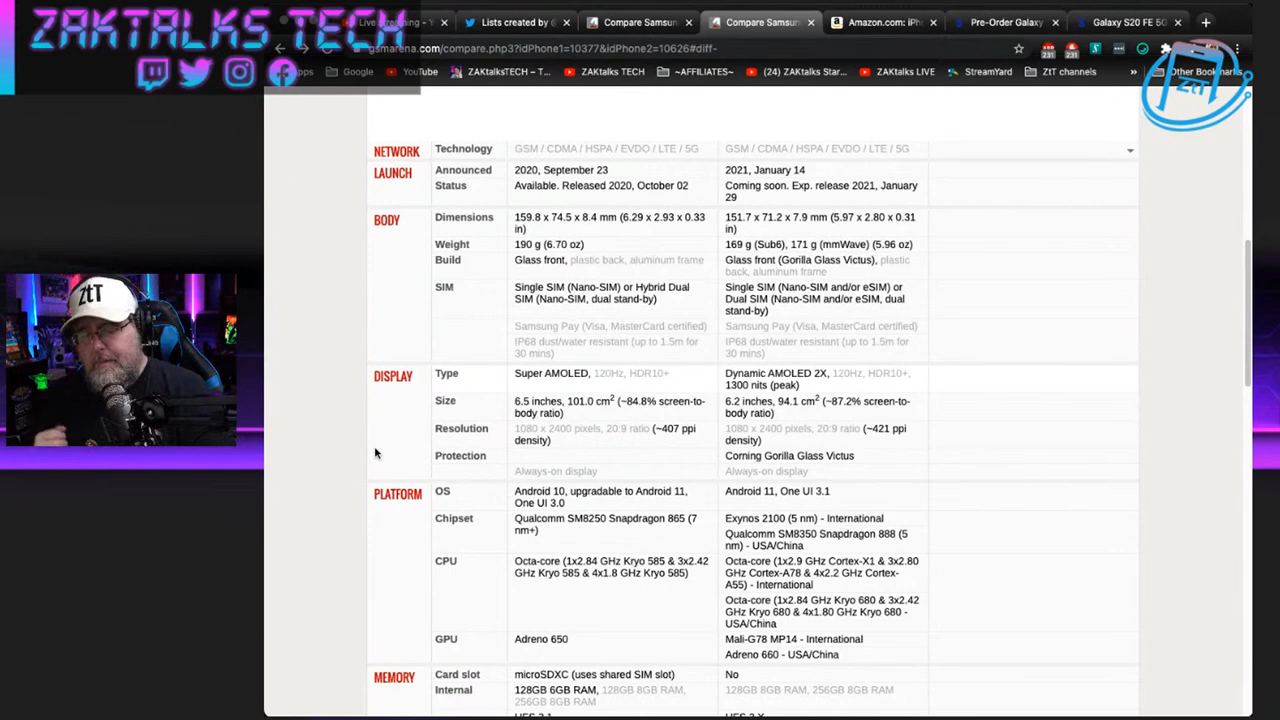 ZAKTALKS TECH
Live streaming - Y
Lists created by @
Compare Samsun
Compare Samsun
Amazon.com: iPh
Pre-Order Galaxy
Galaxy S20 FE 5G
gsmarena.com/compare.php3?idPhone1=10377&idPhone2=10626#diff-
231
231
Apps
Google
YouTube
ZAKtalksTECH – T...
ZAKtalks TECH
~AFFILIATES~
(24) ZAKtalks Star...
ZAKtalks LIVE
StreamYard
ZtT channels
»
Other Bookmarks
ZtT
NETWORK Technology GSM / CDMA / HSPA / EVDO / LTE / 5G GSM / CDMA / HSPA / EVDO / LTE / 5G
LAUNCH Announced 2020, September 23 2021, January 14
Status Available. Released 2020, October 02 Coming soon. Exp. release 2021, January
29
BODY Dimensions 159.8 x 74.5 x 8.4 mm (6.29 x 2.93 x 0.33 151.7 x 71.2 x 7.9 mm (5.97 x 2.80 x 0.31
in) in)
Weight 190 g (6.70 oz) 169 g (Sub6), 171 g (mmWave) (5.96 oz)
Build Glass front, plastic back, aluminum frame Glass front (Gorilla Glass Victus), plastic
back, aluminum frame
SIM Single SIM (Nano-SIM) or Hybrid Dual Single SIM (Nano-SIM and/or eSIM) or
SIM (Nano-SIM, dual stand-by) Dual SIM (Nano-SIM and/or eSIM, dual
stand-by)
Samsung Pay (Visa, MasterCard certified) Samsung Pay (Visa, MasterCard certified)
IP68 dust/water resistant (up to 1.5m for IP68 dust/water resistant (up to 1.5m for
30 mins) 30 mins)
DISPLAY Type Super AMOLED, 120Hz, HDR10+ Dynamic AMOLED 2X, 120Hz, HDR10+,
1300 nits (peak)
Size 6.5 inches, 101.0 cm2 (~84.8% screen-to- 6.2 inches, 94.1 cm2 (~87.2% screen-to-
body ratio) body ratio)
Resolution 1080 x 2400 pixels, 20:9 ratio (~407 ppi 1080 x 2400 pixels, 20:9 ratio (~421 ppi
density) density)
Protection Corning Gorilla Glass Victus
Always-on display Always-on display
PLATFORM OS Android 10, upgradable to Android 11, Android 11, One UI 3.1
One UI 3.0
Chipset Qualcomm SM8250 Snapdragon 865 (7 Exynos 2100 (5 nm) - International
nm+) Qualcomm SM8350 Snapdragon 888 (5
nm) - USA/China
CPU Octa-core (1x2.84 GHz Kryo 585 & 3x2.42 Octa-core (1x2.9 GHz Cortex-X1 & 3x2.80
GHz Kryo 585 & 4x1.8 GHz Kryo 585) GHz Cortex-A78 & 4x2.2 GHz Cortex-
A55) - International
Octa-core (1x2.84 GHz Kryo 680 & 3x2.42
GHz Kryo 680 & 4x1.80 GHz Kryo 680 -
USA/China
GPU Adreno 650 Mali-G78 MP14 - International
Adreno 660 - USA/China
MEMORY Card slot microSDXC (uses shared SIM slot) No
Internal 128GB 6GB RAM, 128GB 8GB RAM, 128GB 8GB RAM, 256GB 8GB RAM
256GB 8GB RAM
ZtT